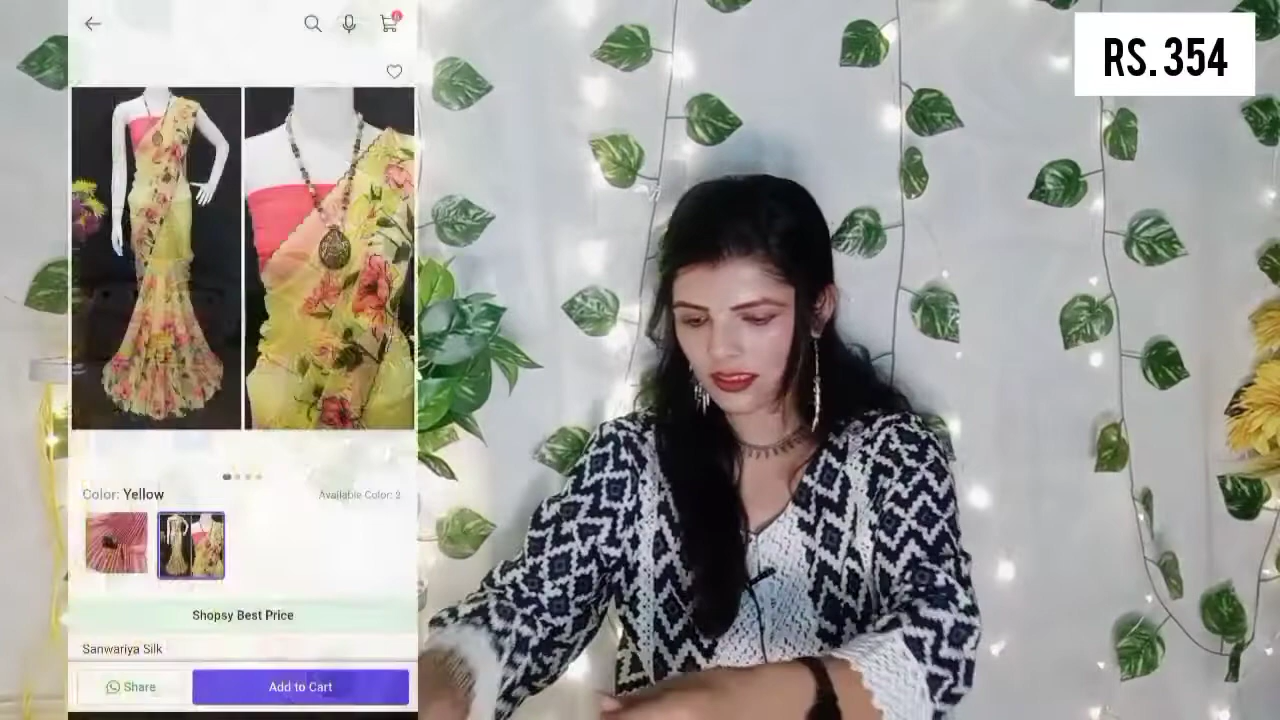 RS. 354
Color: Yellow
Available Color: 2
Shopsy Best Price
Sanwariya Silk
Share
Add to Cart